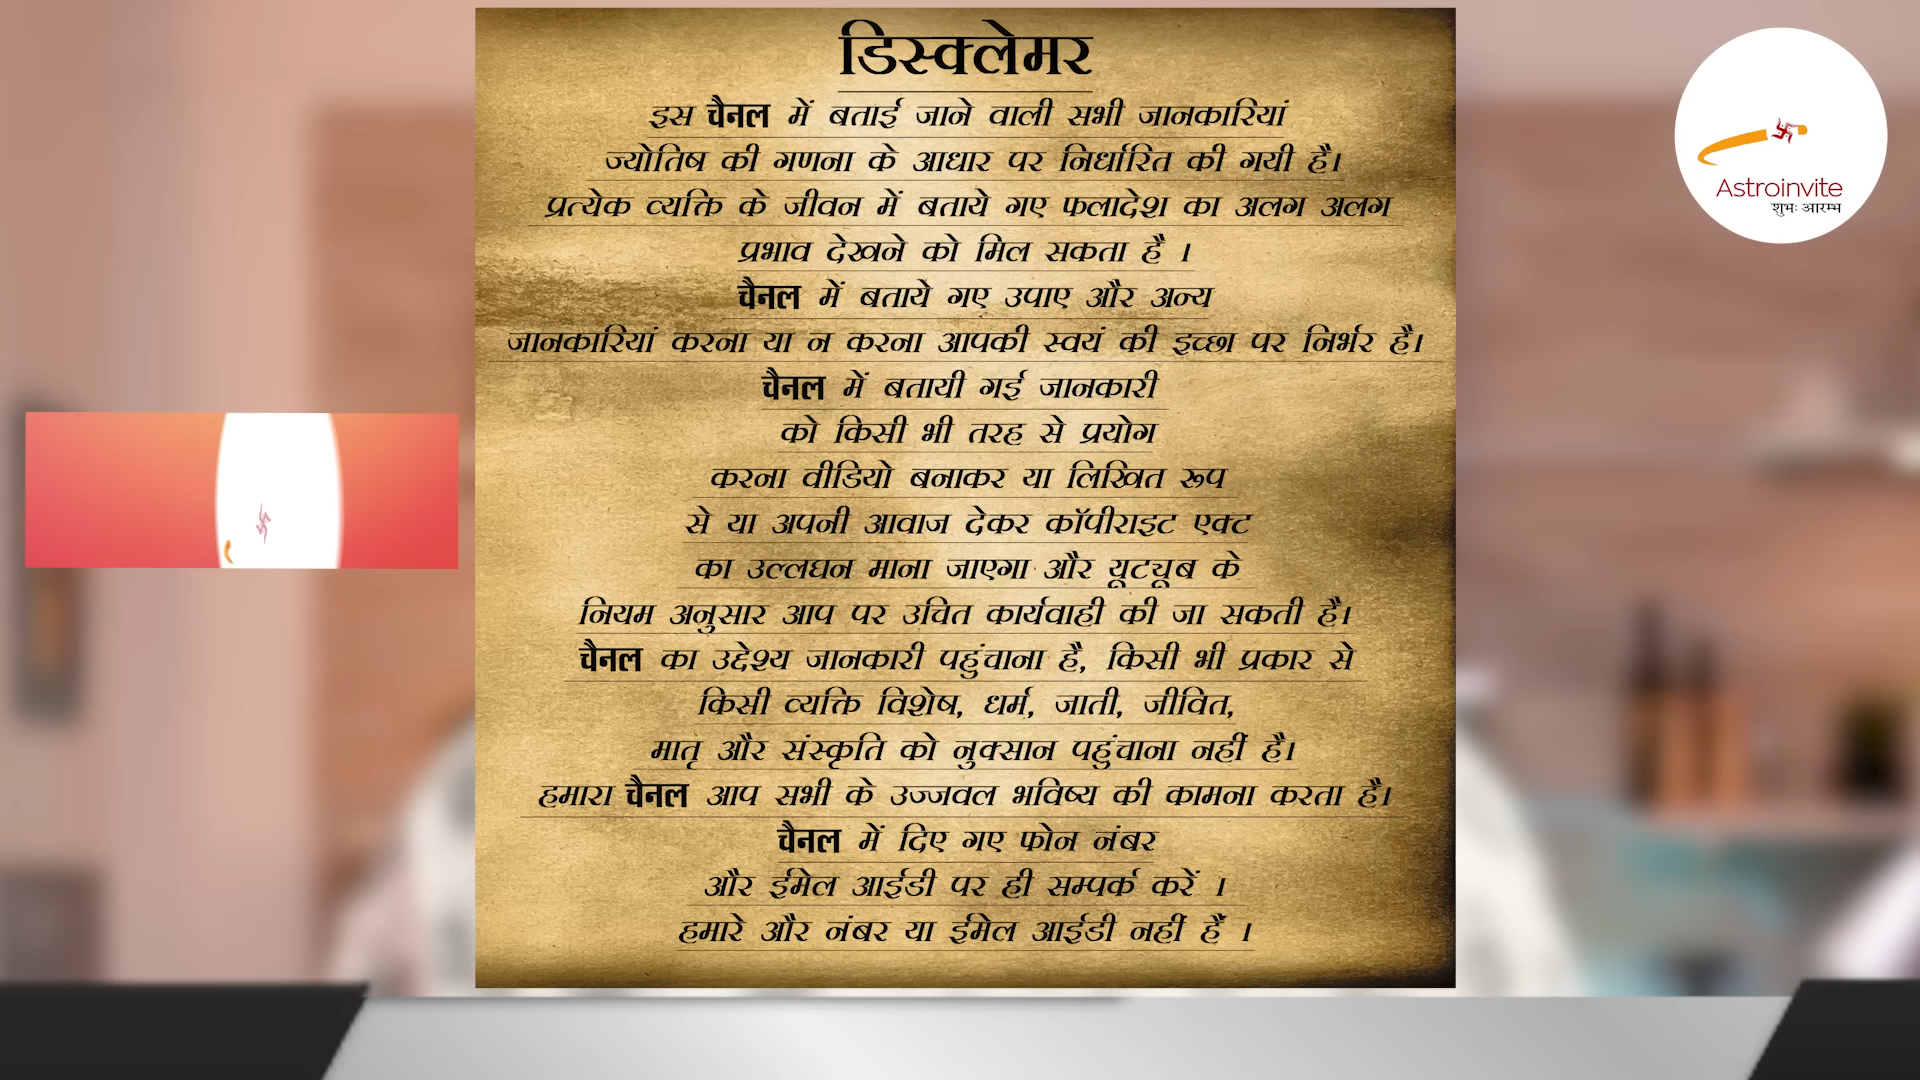 डिस्क्लेमर
इस चैनल में बताई जाने वाली सभी जानकारियां
ज्योतिष की गणना के आधार पर निर्धारित की गयी है।
प्रत्येक व्यक्ति के जीवन में बताये गए फलादेश का अलग अलग
प्रभाव देखने को मिल सकता है ।
चैनल में बताये गए उपाए और अन्य
जानकारियां करना या न करना आपकी स्वयं की इच्छा पर निर्भर है।
चैनल में बतायी गई जानकारी
को किसी भी तरह से प्रयोग
करना वीडियो बनाकर या लिखित रूप
से या अपनी आवाज देकर कॉपीराइट एक्ट
का उल्लघन माना जाएगा और यूट्यूब के
नियम अनुसार आप पर उचित कार्यवाही की जा सकती है।
चैनल का उद्देश्य जानकारी पहुंचाना है, किसी भी प्रकार से
किसी व्यक्ति विशेष, धर्म, जाती, जीवित,
मातृ और संस्कृति को नुक्सान पहुंचाना नहीं है।
हमारा चैनल आप सभी के उज्जवल भविष्य की कामना करता है।
चैनल में दिए गए फोन नंबर
और ईमेल आईडी पर ही सम्पर्क करें ।
हमारे और नंबर या ईमेल आईडी नहीं हैं ।
Astroinvite
शुभः आरम्भ